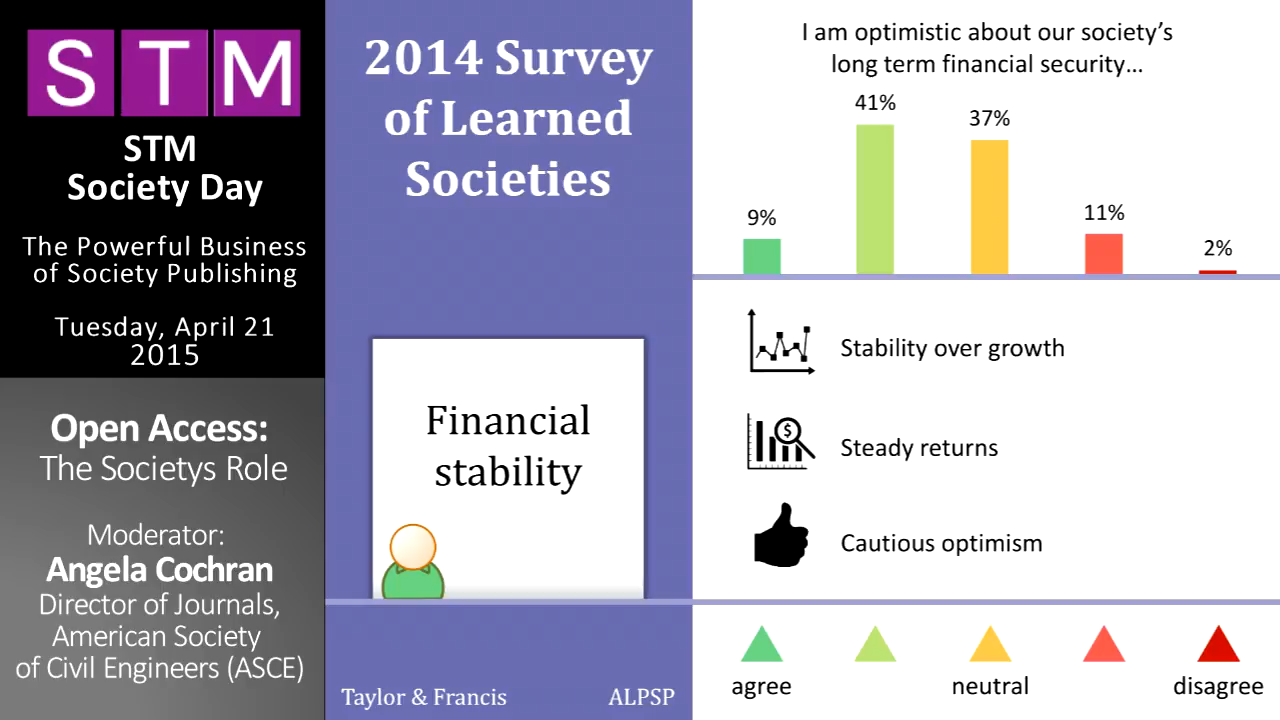 STM
STM
Society Day
The Powerful Business
of Society Publishing
Tuesday, April 21
2015
Open Access:
The Societys Role
Moderator:
Angela Cochran
Director of Journals,
American Society
of Civil Engineers (ASCE)
2014 Survey
of Learned
Societies
Financial
stability
Taylor & Francis ALPSP
I am optimistic about our society's
long term financial security…
41%
37%
9%
11%
2%
Stability over growth
$
Steady returns
Cautious optimism
agree neutral disagree